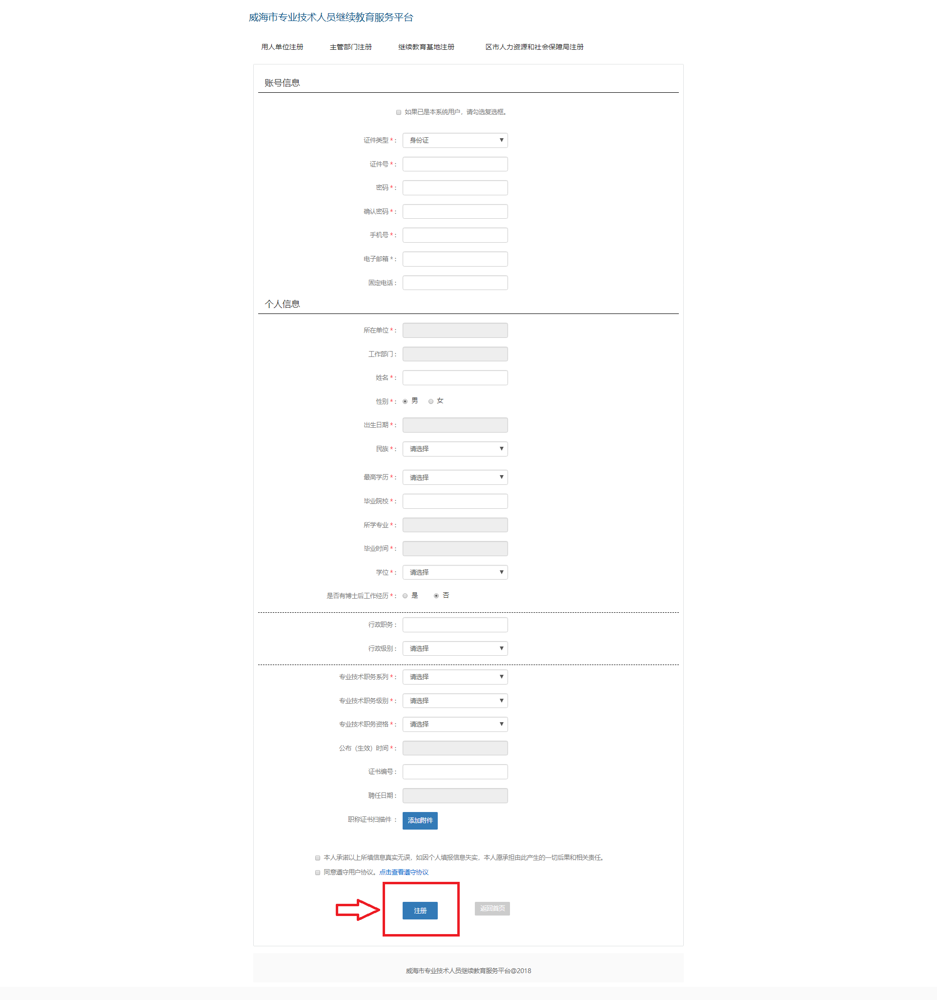 威海市专业技术人员继续教育服务平台
用人单位注册 主管部门注册 继续教育基地注册 区市人力资源和社会保障局注册
账号信息
如果已是本系统用户，请勾选复选框。
证件类型 * : 身份证
证件号 * :
密码 * :
确认密码 * :
手机号 * :
电子邮箱 * :
固定电话 :
个人信息
所在单位 * :
工作部门 :
姓名 * :
性别 * : 男 女
出生日期 * :
民族 * : 请选择
最高学历 * : 请选择
毕业院校 * :
所学专业 * :
毕业时间 * :
学位 * : 请选择
是否有博士后工作经历 * : 是 否
行政职务 :
行政级别 : 请选择
专业技术职务系列 * : 请选择
专业技术职务级别 * : 请选择
专业技术职务资格 * : 请选择
公布（生效）时间 * :
证书编号 :
聘任日期 :
职称证书扫描件 : 添加附件
本人承诺以上所填信息真实无误，如因个人填报信息失实，本人愿承担由此产生的一切后果和相关责任。
同意遵守用户协议。点击查看遵守协议
注册 返回首页
威海市专业技术人员继续教育服务平台@2018